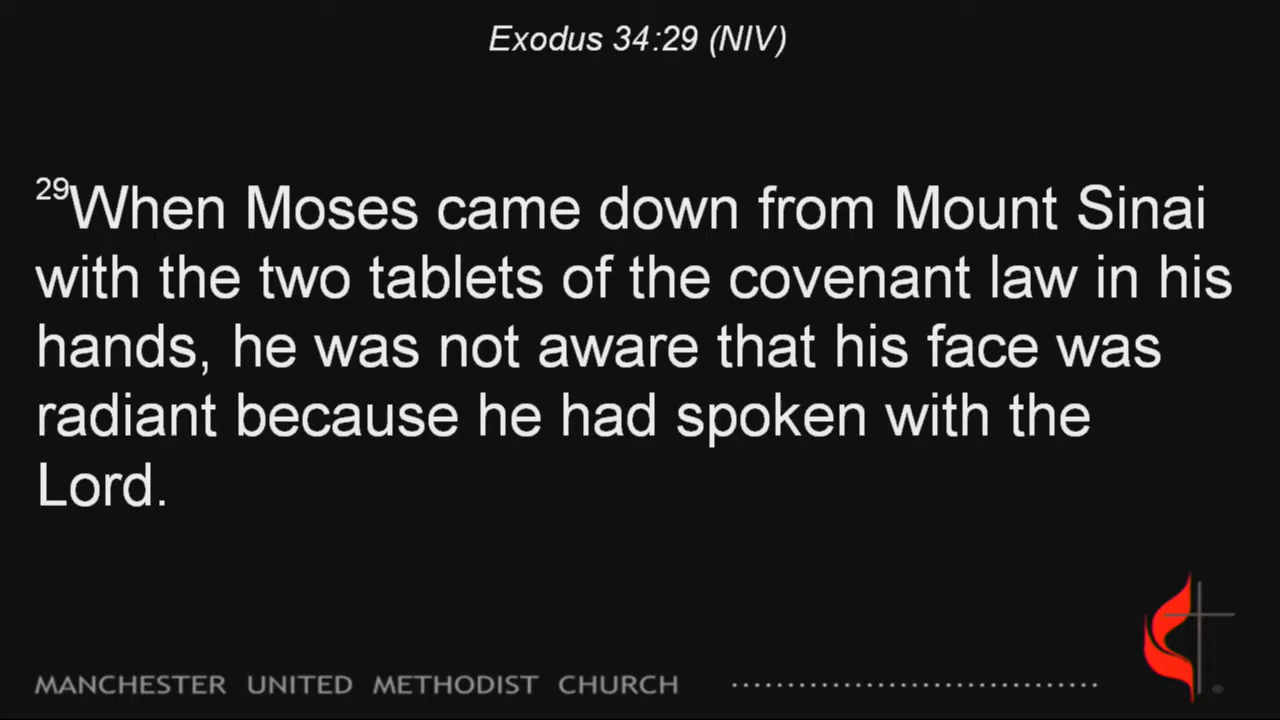 Exodus 34:29 (NIV)
29When Moses came down from Mount Sinai
with the two tablets of the covenant law in his
hands, he was not aware that his face was
radiant because he had spoken with the
Lord.
MANCHESTER UNITED METHODIST CHURCH
®